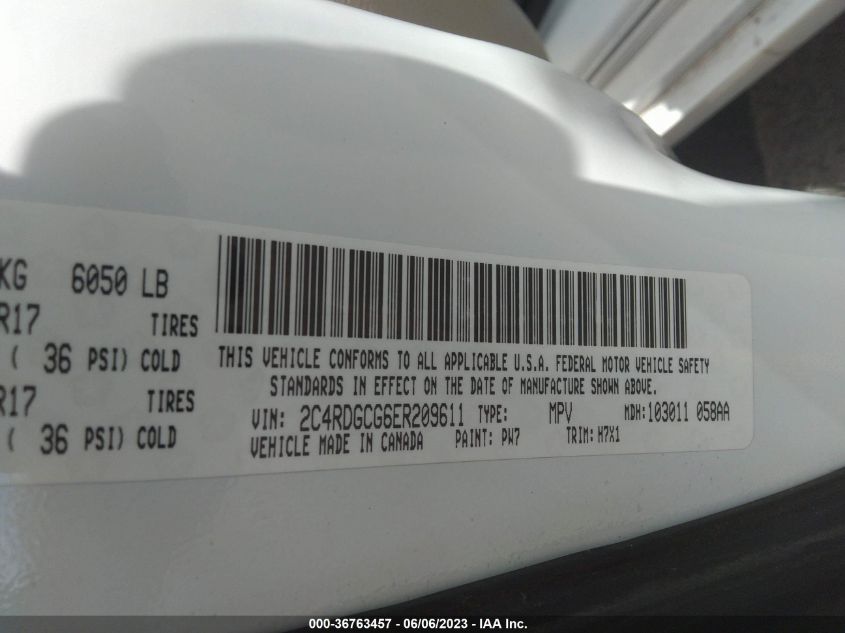 KG 6050 LB
R17 TIRES
( 36 PSI) COLD
R17 TIRES
( 36 PSI) COLD
THIS VEHICLE CONFORMS TO ALL APPLICABLE U.S.A. FEDERAL MOTOR VEHICLE SAFETY
STANDARDS IN EFFECT ON THE DATE OF MANUFACTURE SHOWN ABOVE.
VIN: 2C4RDGCG6ER209611 TYPE: MPV MDH: 103011 058AA
VEHICLE MADE IN CANADA PAINT: PW7 TRIM: H7X1
000-36763457 - 06/06/2023 - IAA Inc.